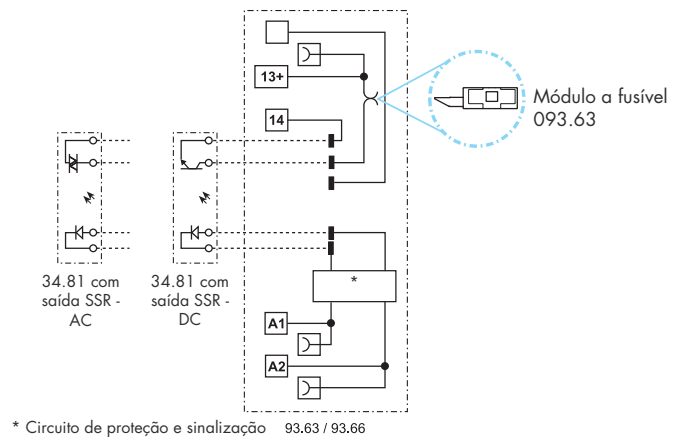 13+
14
Módulo a fusível
093.63
34.81 com
saída SSR -
AC
34.81 com
saída SSR -
DC
*
A1
A2
* Circuito de proteção e sinalização 93.63 / 93.66